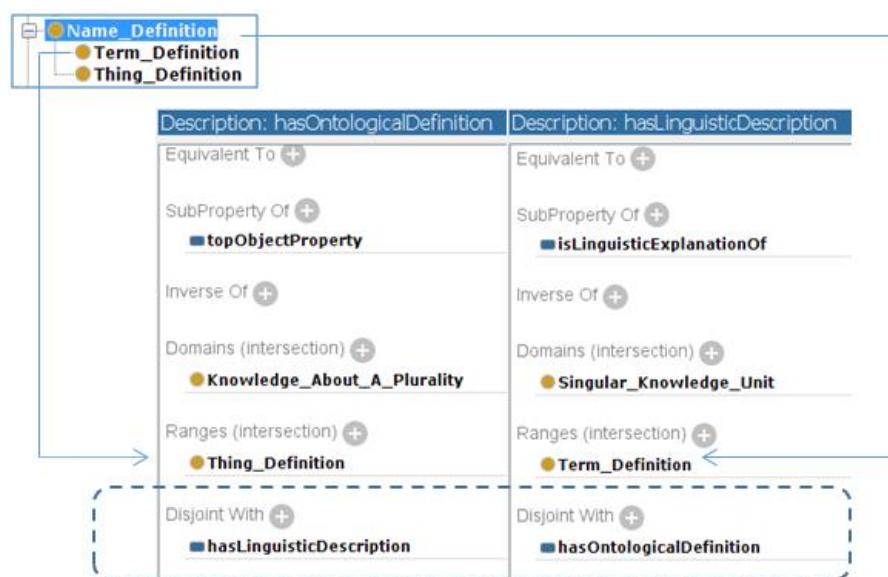 Name_Definition
Term_Definition
Thing_Definition
Description: hasOntologicalDefinition
Equivalent To
SubProperty Of
topObjectProperty
Inverse Of
Domains (intersection)
Knowledge_About_A_Plurality
Ranges (intersection)
Thing_Definition
Disjoint With
hasLinguisticDescription
Description: hasLinguisticDescription
Equivalent To
SubProperty Of
isLinguisticExplanationOf
Inverse Of
Domains (intersection)
Singular_Knowledge_Unit
Ranges (intersection)
Term_Definition
Disjoint With
hasOntologicalDefinition